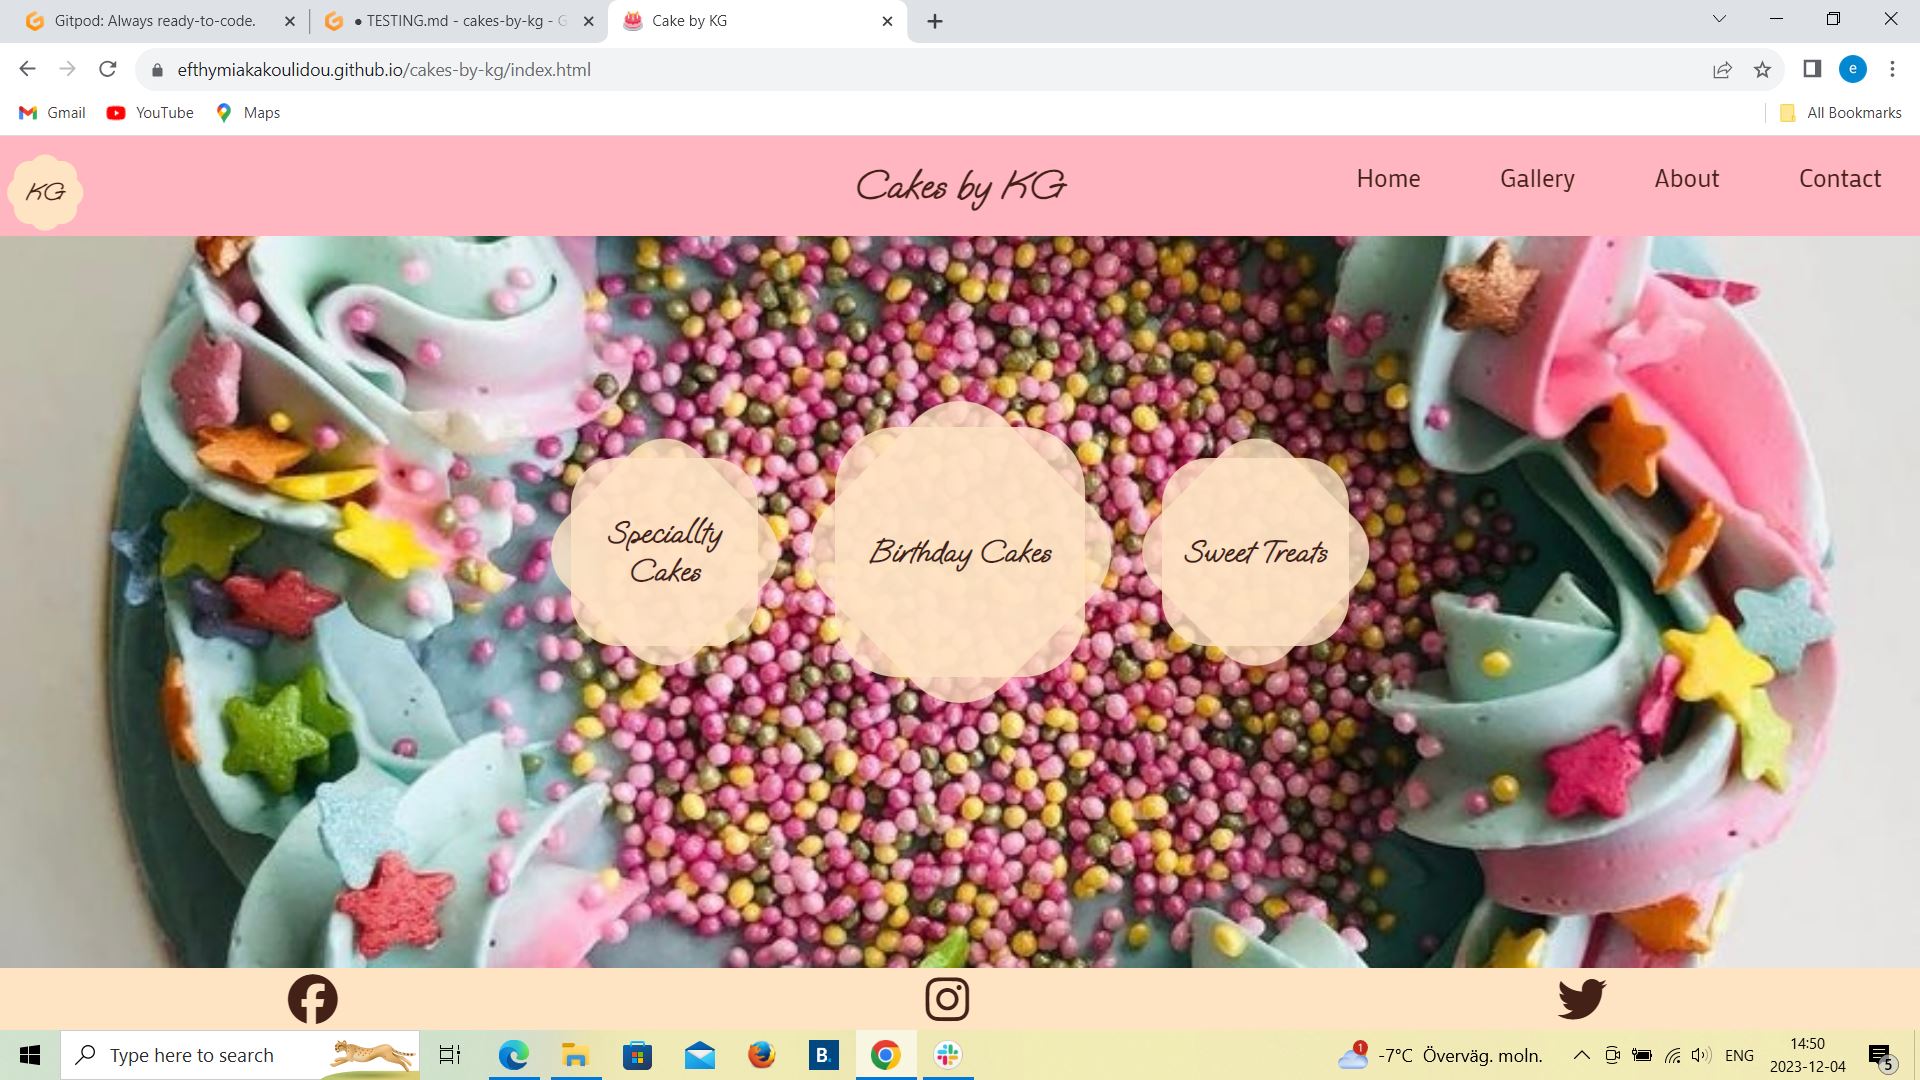 Gitpod: Always ready-to-code.
● TESTING.md - cakes-by-kg - G
Cake by KG
efthymiakakoulidou.github.io/cakes-by-kg/index.html
e
Gmail
YouTube
Maps
All Bookmarks
KG
Cakes by KG
Home
Gallery
About
Contact
Speciallty
Cakes
Birthday Cakes
Sweet Treats
Type here to search
B.
1
-7°C Överväg. moln.
ENG
14:50
2023-12-04
5